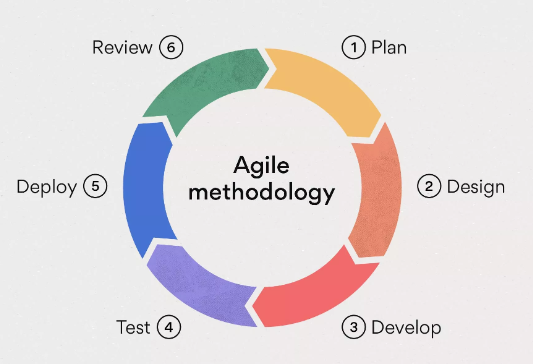 Agile
methodology
1 Plan
2 Design
3 Develop
Test 4
Deploy 5
Review 6